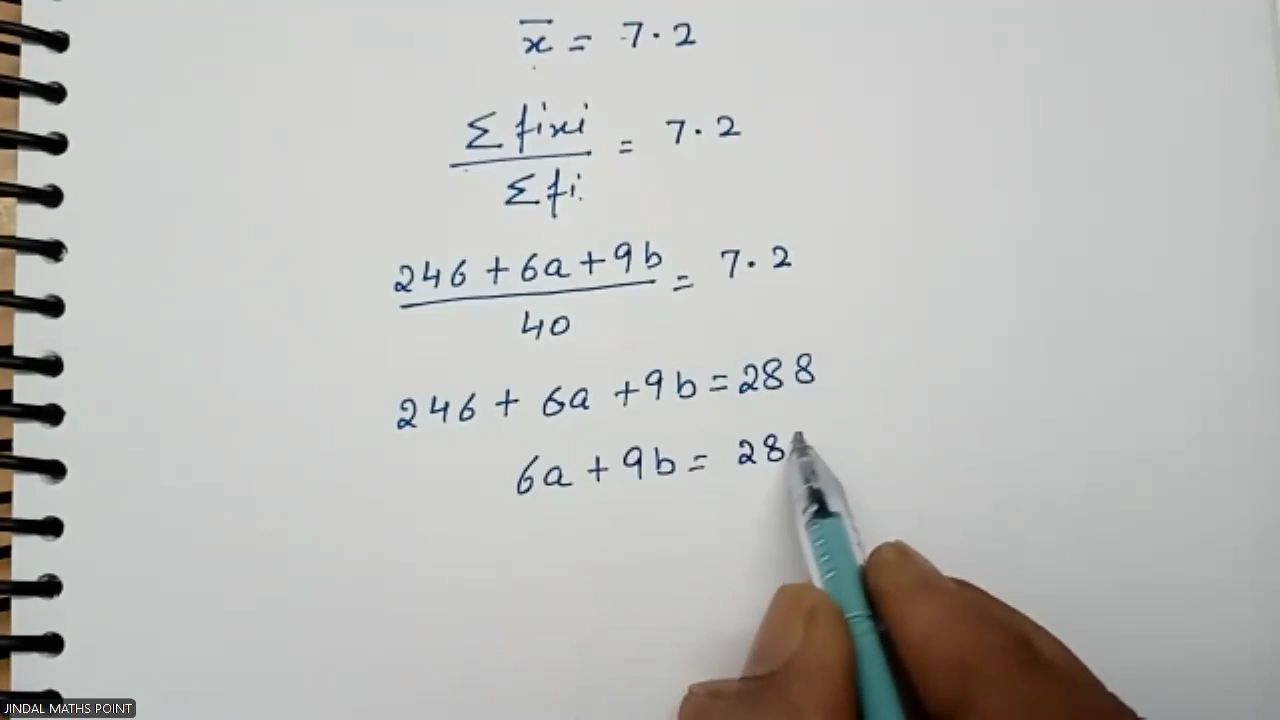 x̄ = 7.2
Σfixi / Σfi = 7.2
246 + 6a + 9b / 40 = 7.2
246 + 6a + 9b = 288
6a + 9b = 28
JINDAL MATHS POINT